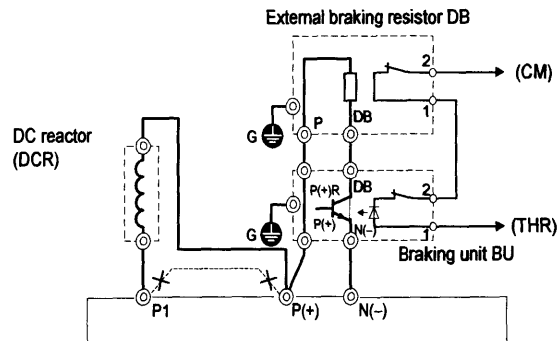 External braking resistor DB
2
(CM)
1
G
P
DB
DC reactor
(DCR)
P(+)R
DB
P(+)
2
G
N(−)
1
(THR)
Braking unit BU
P1
P(+)
N(−)